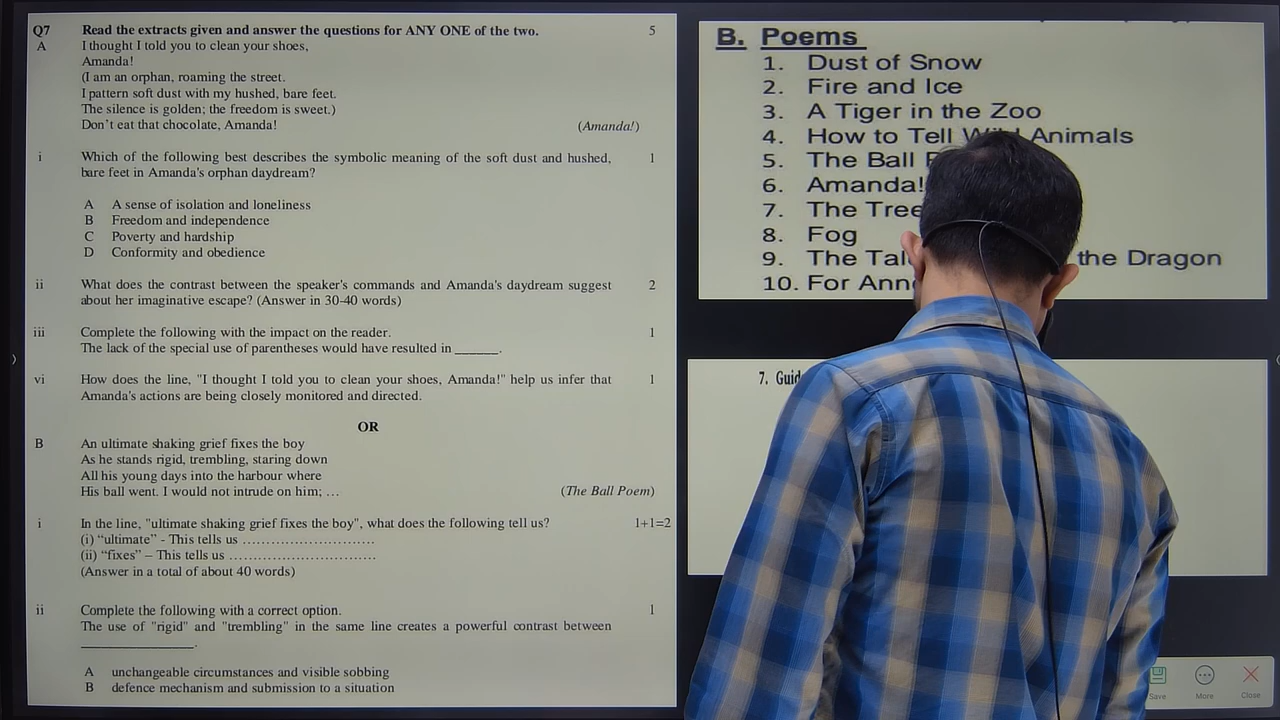 Q7 Read the extracts given and answer the questions for ANY ONE of the two. 5
A I thought I told you to clean your shoes,
Amanda!
(I am an orphan, roaming the street.
I pattern soft dust with my hushed, bare feet.
The silence is golden; the freedom is sweet.)
Don't eat that chocolate, Amanda! (Amanda!)
i Which of the following best describes the symbolic meaning of the soft dust and hushed, 1
bare feet in Amanda's orphan daydream?
A A sense of isolation and loneliness
B Freedom and independence
C Poverty and hardship
D Conformity and obedience
ii What does the contrast between the speaker's commands and Amanda's daydream suggest 2
about her imaginative escape? (Answer in 30-40 words)
iii Complete the following with the impact on the reader. 1
The lack of the special use of parentheses would have resulted in ______.
vi How does the line, "I thought I told you to clean your shoes, Amanda!" help us infer that 1
Amanda's actions are being closely monitored and directed.
OR
B An ultimate shaking grief fixes the boy
As he stands rigid, trembling, staring down
All his young days into the harbour where
His ball went. I would not intrude on him; … (The Ball Poem)
i In the line, "ultimate shaking grief fixes the boy", what does the following tell us? 1+1=2
(i) "ultimate" - This tells us ...........................
(ii) "fixes" – This tells us ..............................
(Answer in a total of about 40 words)
ii Complete the following with a correct option. 1
The use of "rigid" and "trembling" in the same line creates a powerful contrast between
__________________.
A unchangeable circumstances and visible sobbing
B defence mechanism and submission to a situation
B. Poems
1. Dust of Snow
2. Fire and Ice
3. A Tiger in the Zoo
4. How to Tell Animals
5. The Ball
6. Amanda!
7. The
8. Fog
9. The the Dragon
10. For
7.
Save
More
Close